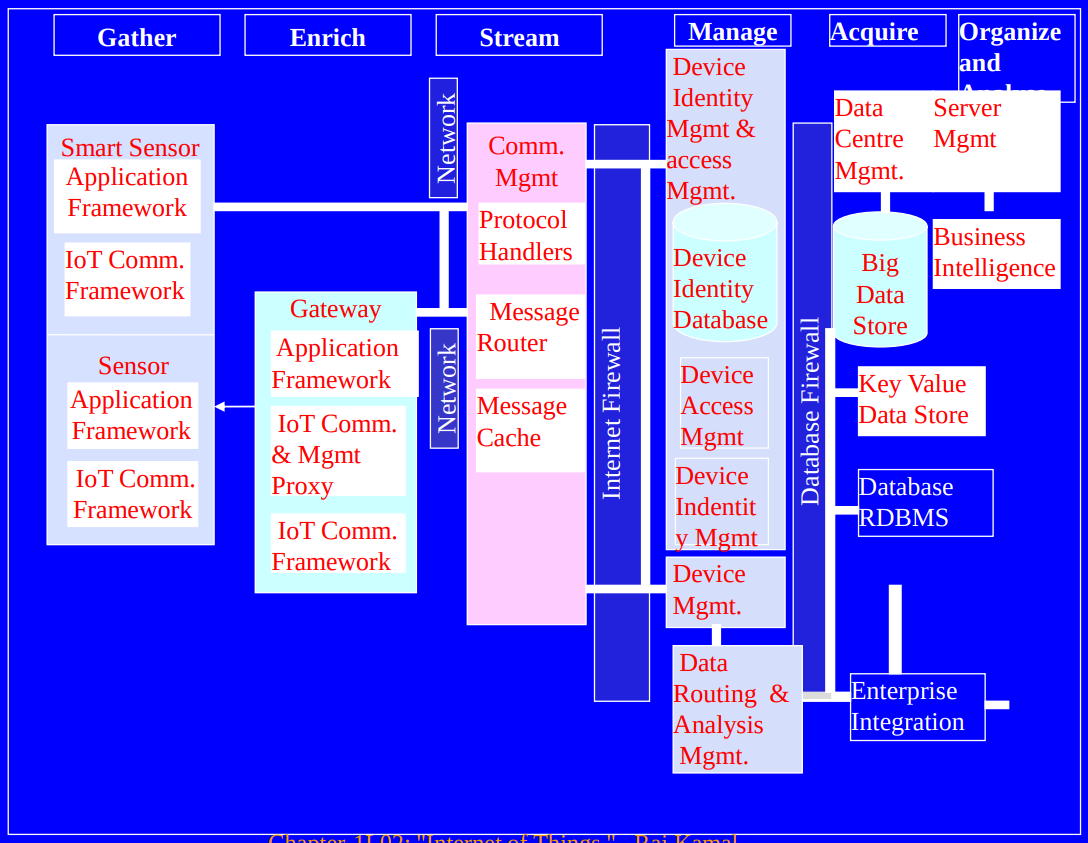 Gather
Enrich
Stream
Manage
Acquire
Organize
and
Analyse
Network
Smart Sensor
Application
Framework
IoT Comm.
Framework
Sensor
Application
Framework
IoT Comm.
Framework
Gateway
Application
Framework
IoT Comm.
& Mgmt
Proxy
IoT Comm.
Framework
Network
Comm.
Mgmt
Protocol
Handlers
Message
Router
Message
Cache
Internet Firewall
Device
Identity
Mgmt &
access
Mgmt.
Device
Identity
Database
Device
Access
Mgmt
Device
Indentit
y Mgmt
Device
Mgmt.
Data
Routing &
Analysis
Mgmt.
Database Firewall
Data
Centre
Mgmt.
Server
Mgmt
Big
Data
Store
Business
Intelligence
Key Value
Data Store
Database
RDBMS
Enterprise
Integration